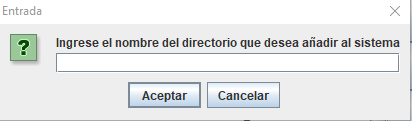 Entrada
Ingrese el nombre del directorio que desea añadir al sistema
?
Aceptar Cancelar